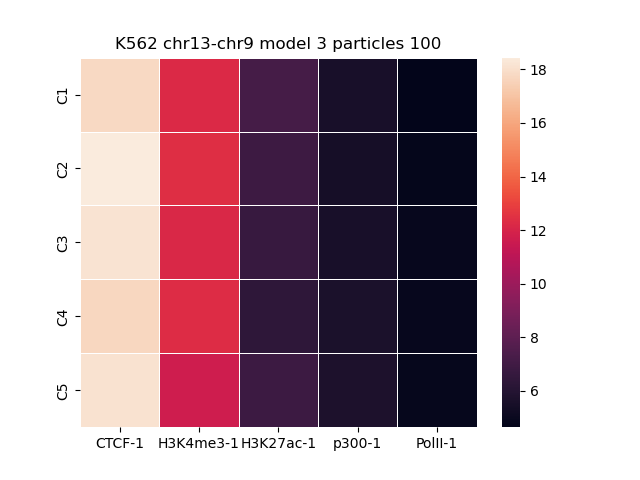 K562 chr13-chr9 model 3 particles 100
C1
C2
C3
C4
C5
CTCF-1 H3K4me3-1 H3K27ac-1 p300-1 PolII-1
18
16
14
12
10
8
6